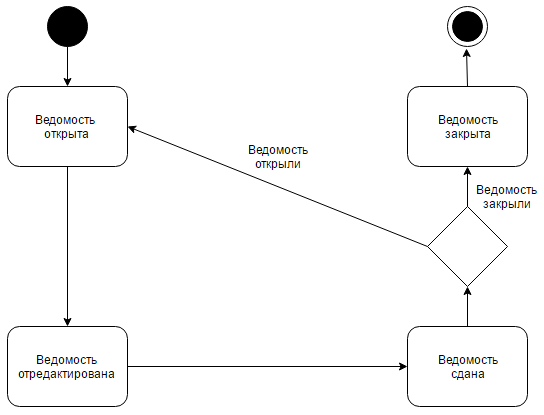 Ведомость
открыта
Ведомость
закрыта
Ведомость
открыли
Ведомость
закрыли
Ведомость
отредактирована
Ведомость
сдана